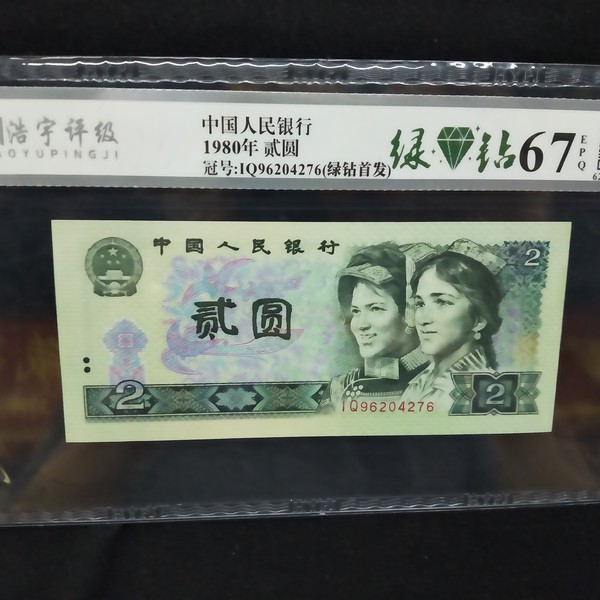 浩宇评级
OYUPINGJI
中国人民银行
1980年 贰圆
冠号:IQ96204276(绿钻首发)
绿 钻 67
EPQ
中国人民银行
2
贰圆
2
IQ96204276
2